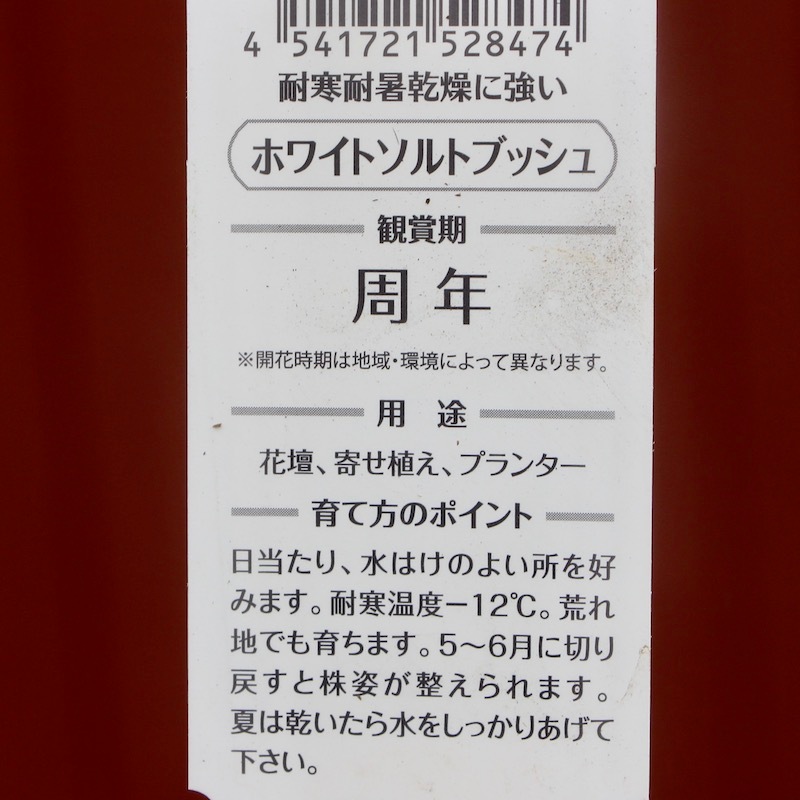 4 541721 528474
耐寒耐暑乾燥に強い
ホワイトソルトブッシュ
観賞期
周年
※開花時期は地域・環境によって異なります。
用途
花壇、寄せ植え、プランター
育て方のポイント
日当たり、水はけのよい所を好
みます。耐寒温度−12℃。荒れ
地でも育ちます。5〜6月に切り
戻すと株姿が整えられます。
夏は乾いたら水をしっかりあげて
下さい。